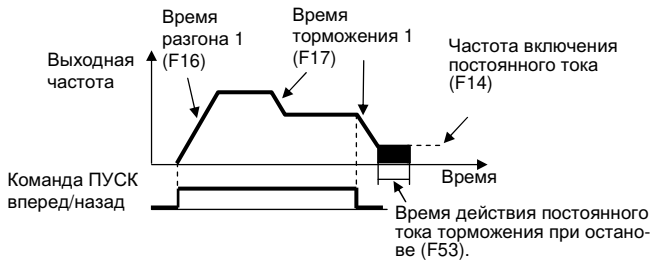 Время
разгона 1
(F16)
Время
торможения 1
(F17)
Частота включения
постоянного тока
(F14)
Выходная
частота
Время
Команда ПУСК
вперед/назад
Время действия постоянного
тока торможения при остано-
ве (F53).